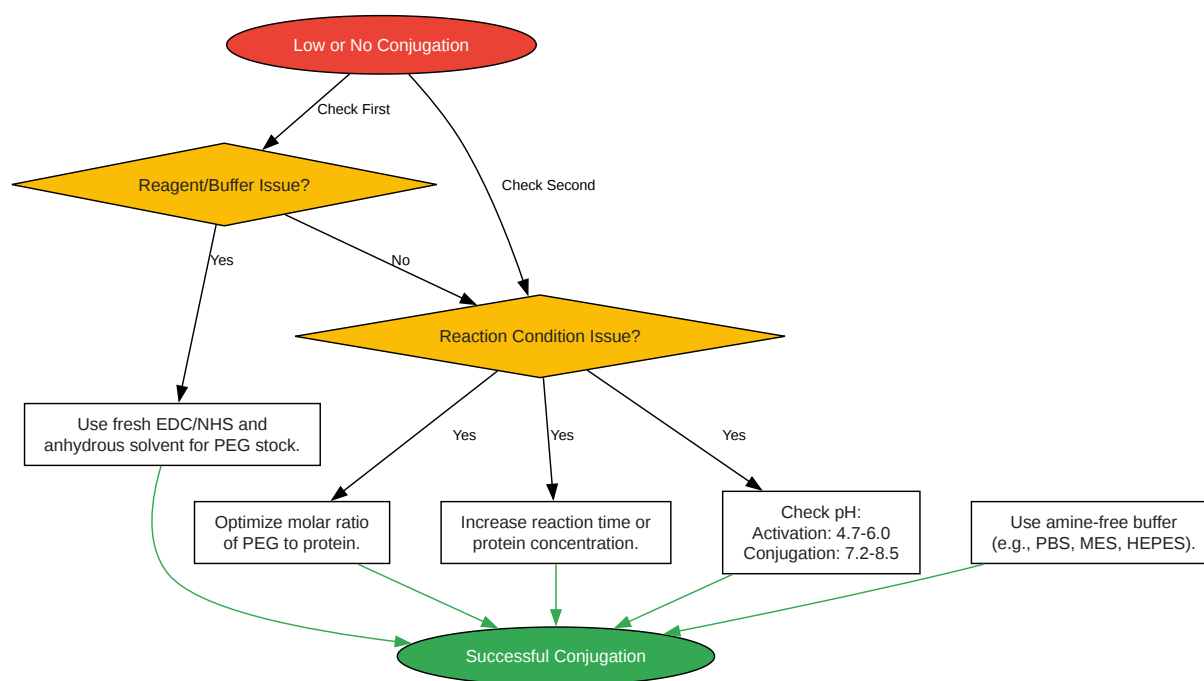 Low or No Conjugation
Check First
Reagent/Buffer Issue?
Check Second
Yes
No
Reaction Condition Issue?
Use fresh EDC/NHS and
anhydrous solvent for PEG stock.
Yes
Yes
Yes
Optimize molar ratio
of PEG to protein.
Increase reaction time or
protein concentration.
Check pH:
Activation: 4.7-6.0
Conjugation: 7.2-8.5
Use amine-free buffer
(e.g., PBS, MES, HEPES).
Successful Conjugation